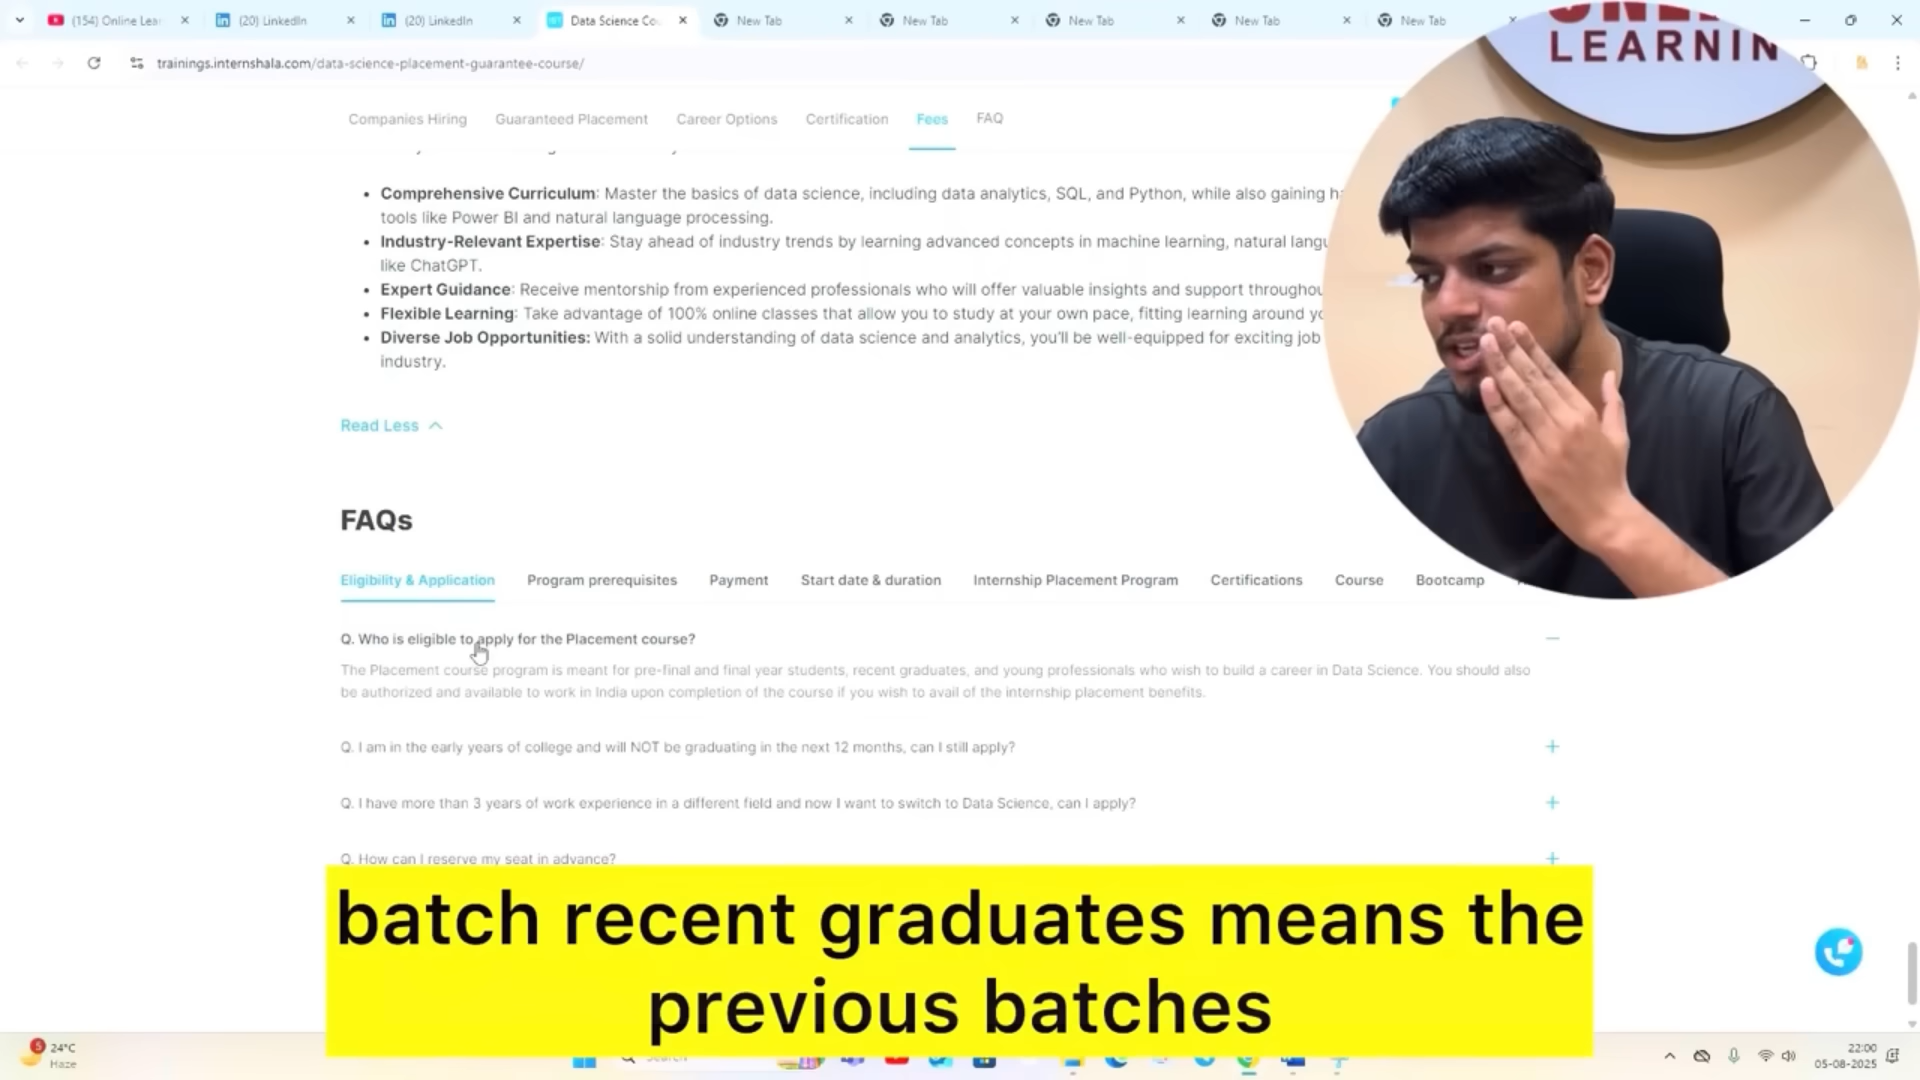 (154) Online Lear
(20) LinkedIn
(20) LinkedIn
Data Science Co
New Tab
New Tab
New Tab
New Tab
New Tab
trainings.internshala.com/data-science-placement-guarantee-course/
LEARNIN
Companies Hiring
Guaranteed Placement
Career Options
Certification
Fees
FAQ
• Comprehensive Curriculum: Master the basics of data science, including data analytics, SQL, and Python, while also gaining
tools like Power BI and natural language processing.
• Industry-Relevant Expertise: Stay ahead of industry trends by learning advanced concepts in machine learning, natural
like ChatGPT.
• Expert Guidance: Receive mentorship from experienced professionals who will offer valuable insights and support
• Flexible Learning: Take advantage of 100% online classes that allow you to study at your own pace, fitting learning around
• Diverse Job Opportunities: With a solid understanding of data science and analytics, you'll be well-equipped for exciting job
industry.
Read Less
FAQs
Eligibility & Application
Program prerequisites
Payment
Start date & duration
Internship Placement Program
Certifications
Course
Bootcamp
Q. Who is eligible to apply for the Placement course?
The Placement course program is meant for pre-final and final year students, recent graduates, and young professionals who wish to build a career in Data Science. You should also
be authorized and available to work in India upon completion of the course if you wish to avail of the internship placement benefits.
Q. I am in the early years of college and will NOT be graduating in the next 12 months, can I still apply?
Q. I have more than 3 years of work experience in a different field and now I want to switch to Data Science, can I apply?
Q. How can I reserve my seat in advance?
batch recent graduates means the
previous batches
5
24°C
Haze
Search
22:00
05-08-2025